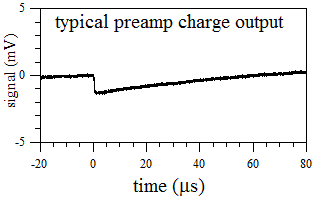 typical preamp charge output
signal (mV)
5
0
-5
-20 0 20 40 60 80
time (μs)